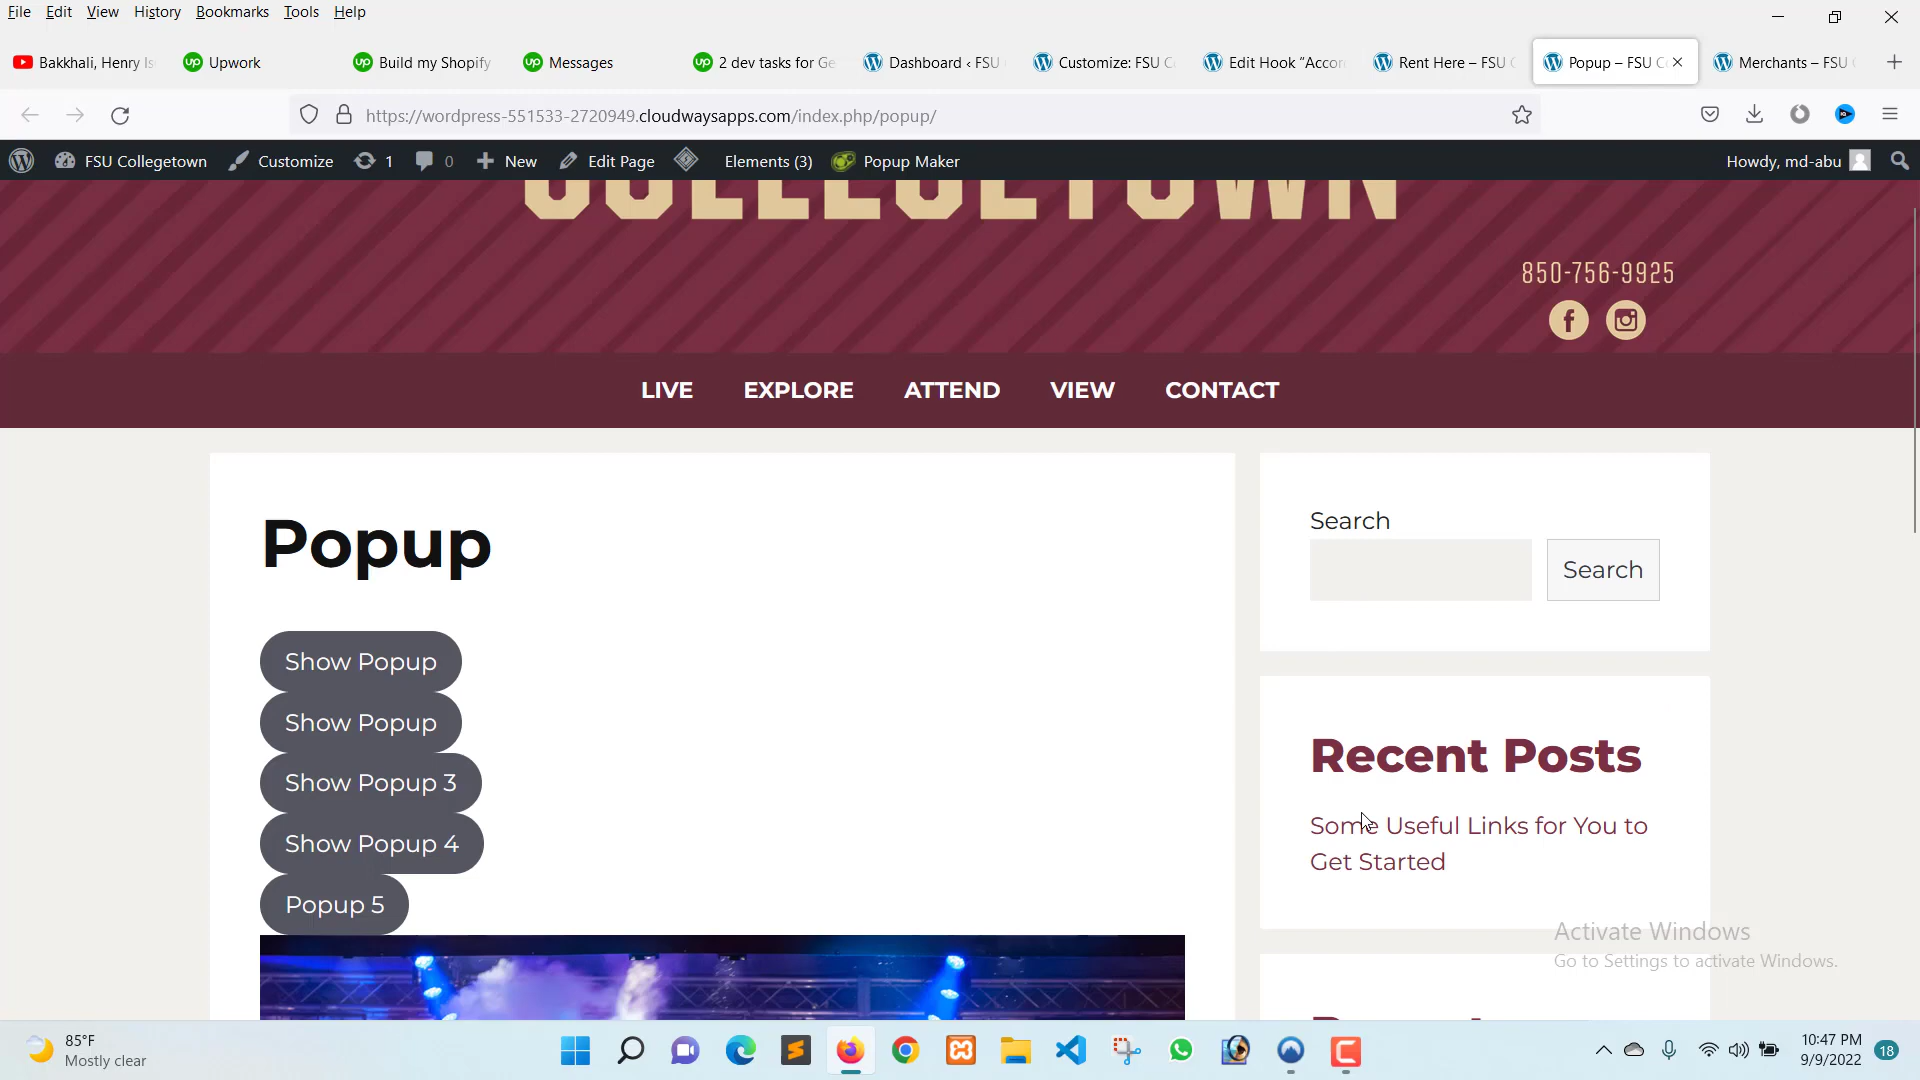 File Edit View History Bookmarks Tools Help
Bakkhali, Henry Is
Upwork
Build my Shopify
Messages
2 dev tasks for Ge
Dashboard ‹ FSU
Customize: FSU C
Edit Hook “Accor
Rent Here – FSU C
Popup – FSU C
Merchants – FSU C
https://wordpress-551533-2720949.cloudwaysapps.com/index.php/popup/
FSU Collegetown Customize 1 0 New Edit Page Elements (3) Popup Maker Howdy, md-abu
COLLEGETOWN
850-756-9925
LIVE EXPLORE ATTEND VIEW CONTACT
Popup
Show Popup
Show Popup
Show Popup 3
Show Popup 4
Popup 5
Search
Search
Recent Posts
Some Useful Links for You to
Get Started
Activate Windows
Go to Settings to activate Windows.
85°F
Mostly clear
10:47 PM
9/9/2022
18